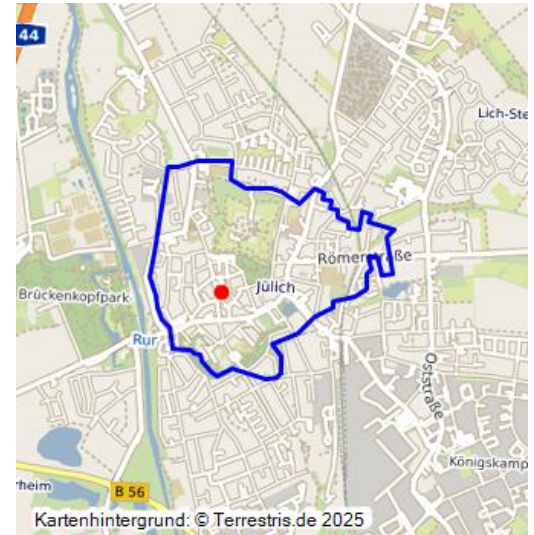 44
Lich-Ste
Römerstraße
Jülich
Brückenkopfpark
Rur
Oststraße
Königskamp
rheim
B 56
Kartenhintergrund: © Terrestris.de 2025